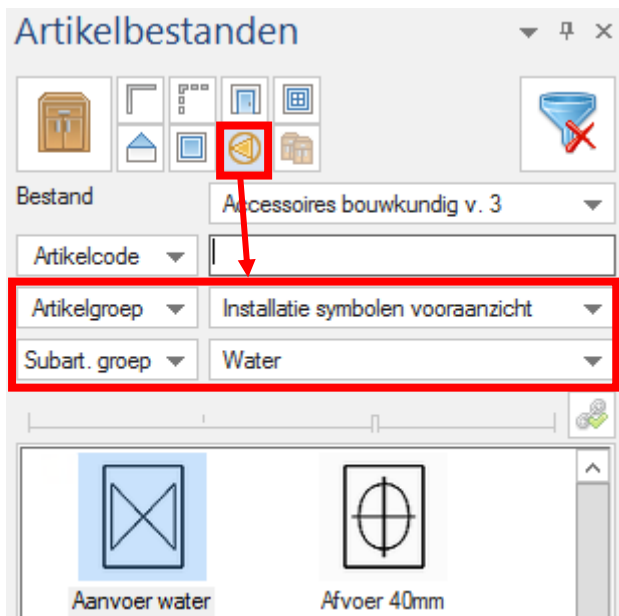 Artikelbestanden
Bestand
Accessoires bouwkundig v. 3
Artikelcode
Artikelgroep
Installatie symbolen vooraanzicht
Subart. groep
Water
Aanvoer water
Afvoer 40mm